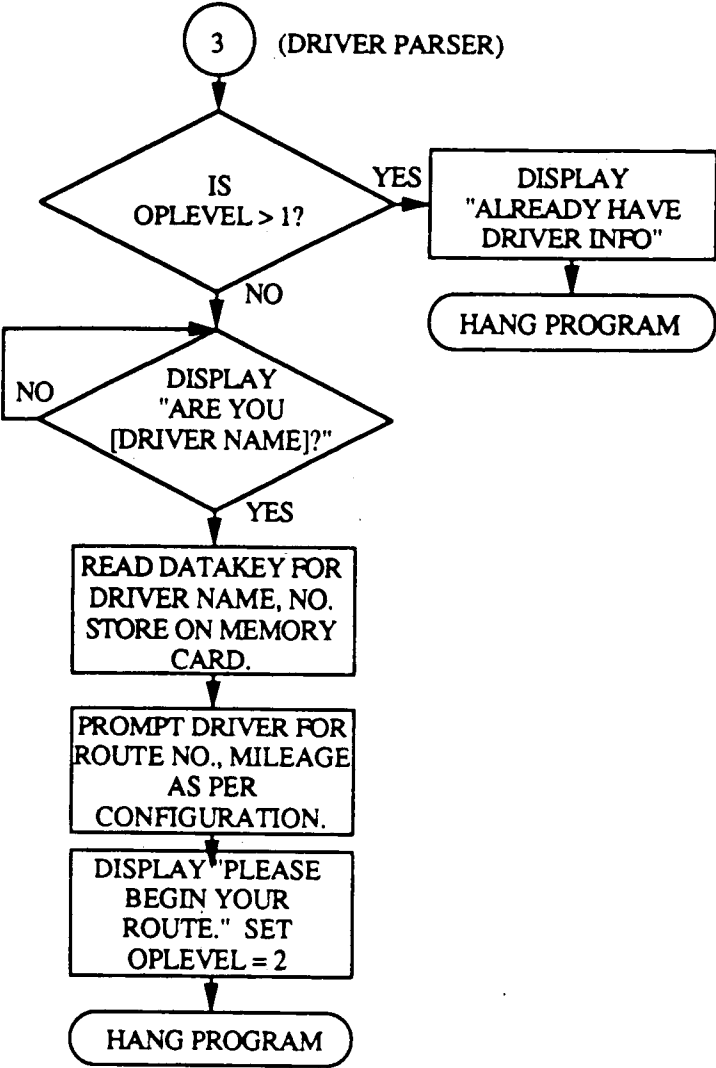 3 (DRIVER PARSER)
IS
OPLEVEL > 1?
YES
DISPLAY
"ALREADY HAVE
DRIVER INFO"
HANG PROGRAM
NO
DISPLAY
"ARE YOU
[DRIVER NAME]?"
NO
YES
READ DATAKEY FOR
DRIVER NAME, NO.
STORE ON MEMORY
CARD.
PROMPT DRIVER FOR
ROUTE NO., MILEAGE
AS PER
CONFIGURATION.
DISPLAY "PLEASE
BEGIN YOUR
ROUTE." SET
OPLEVEL = 2
HANG PROGRAM